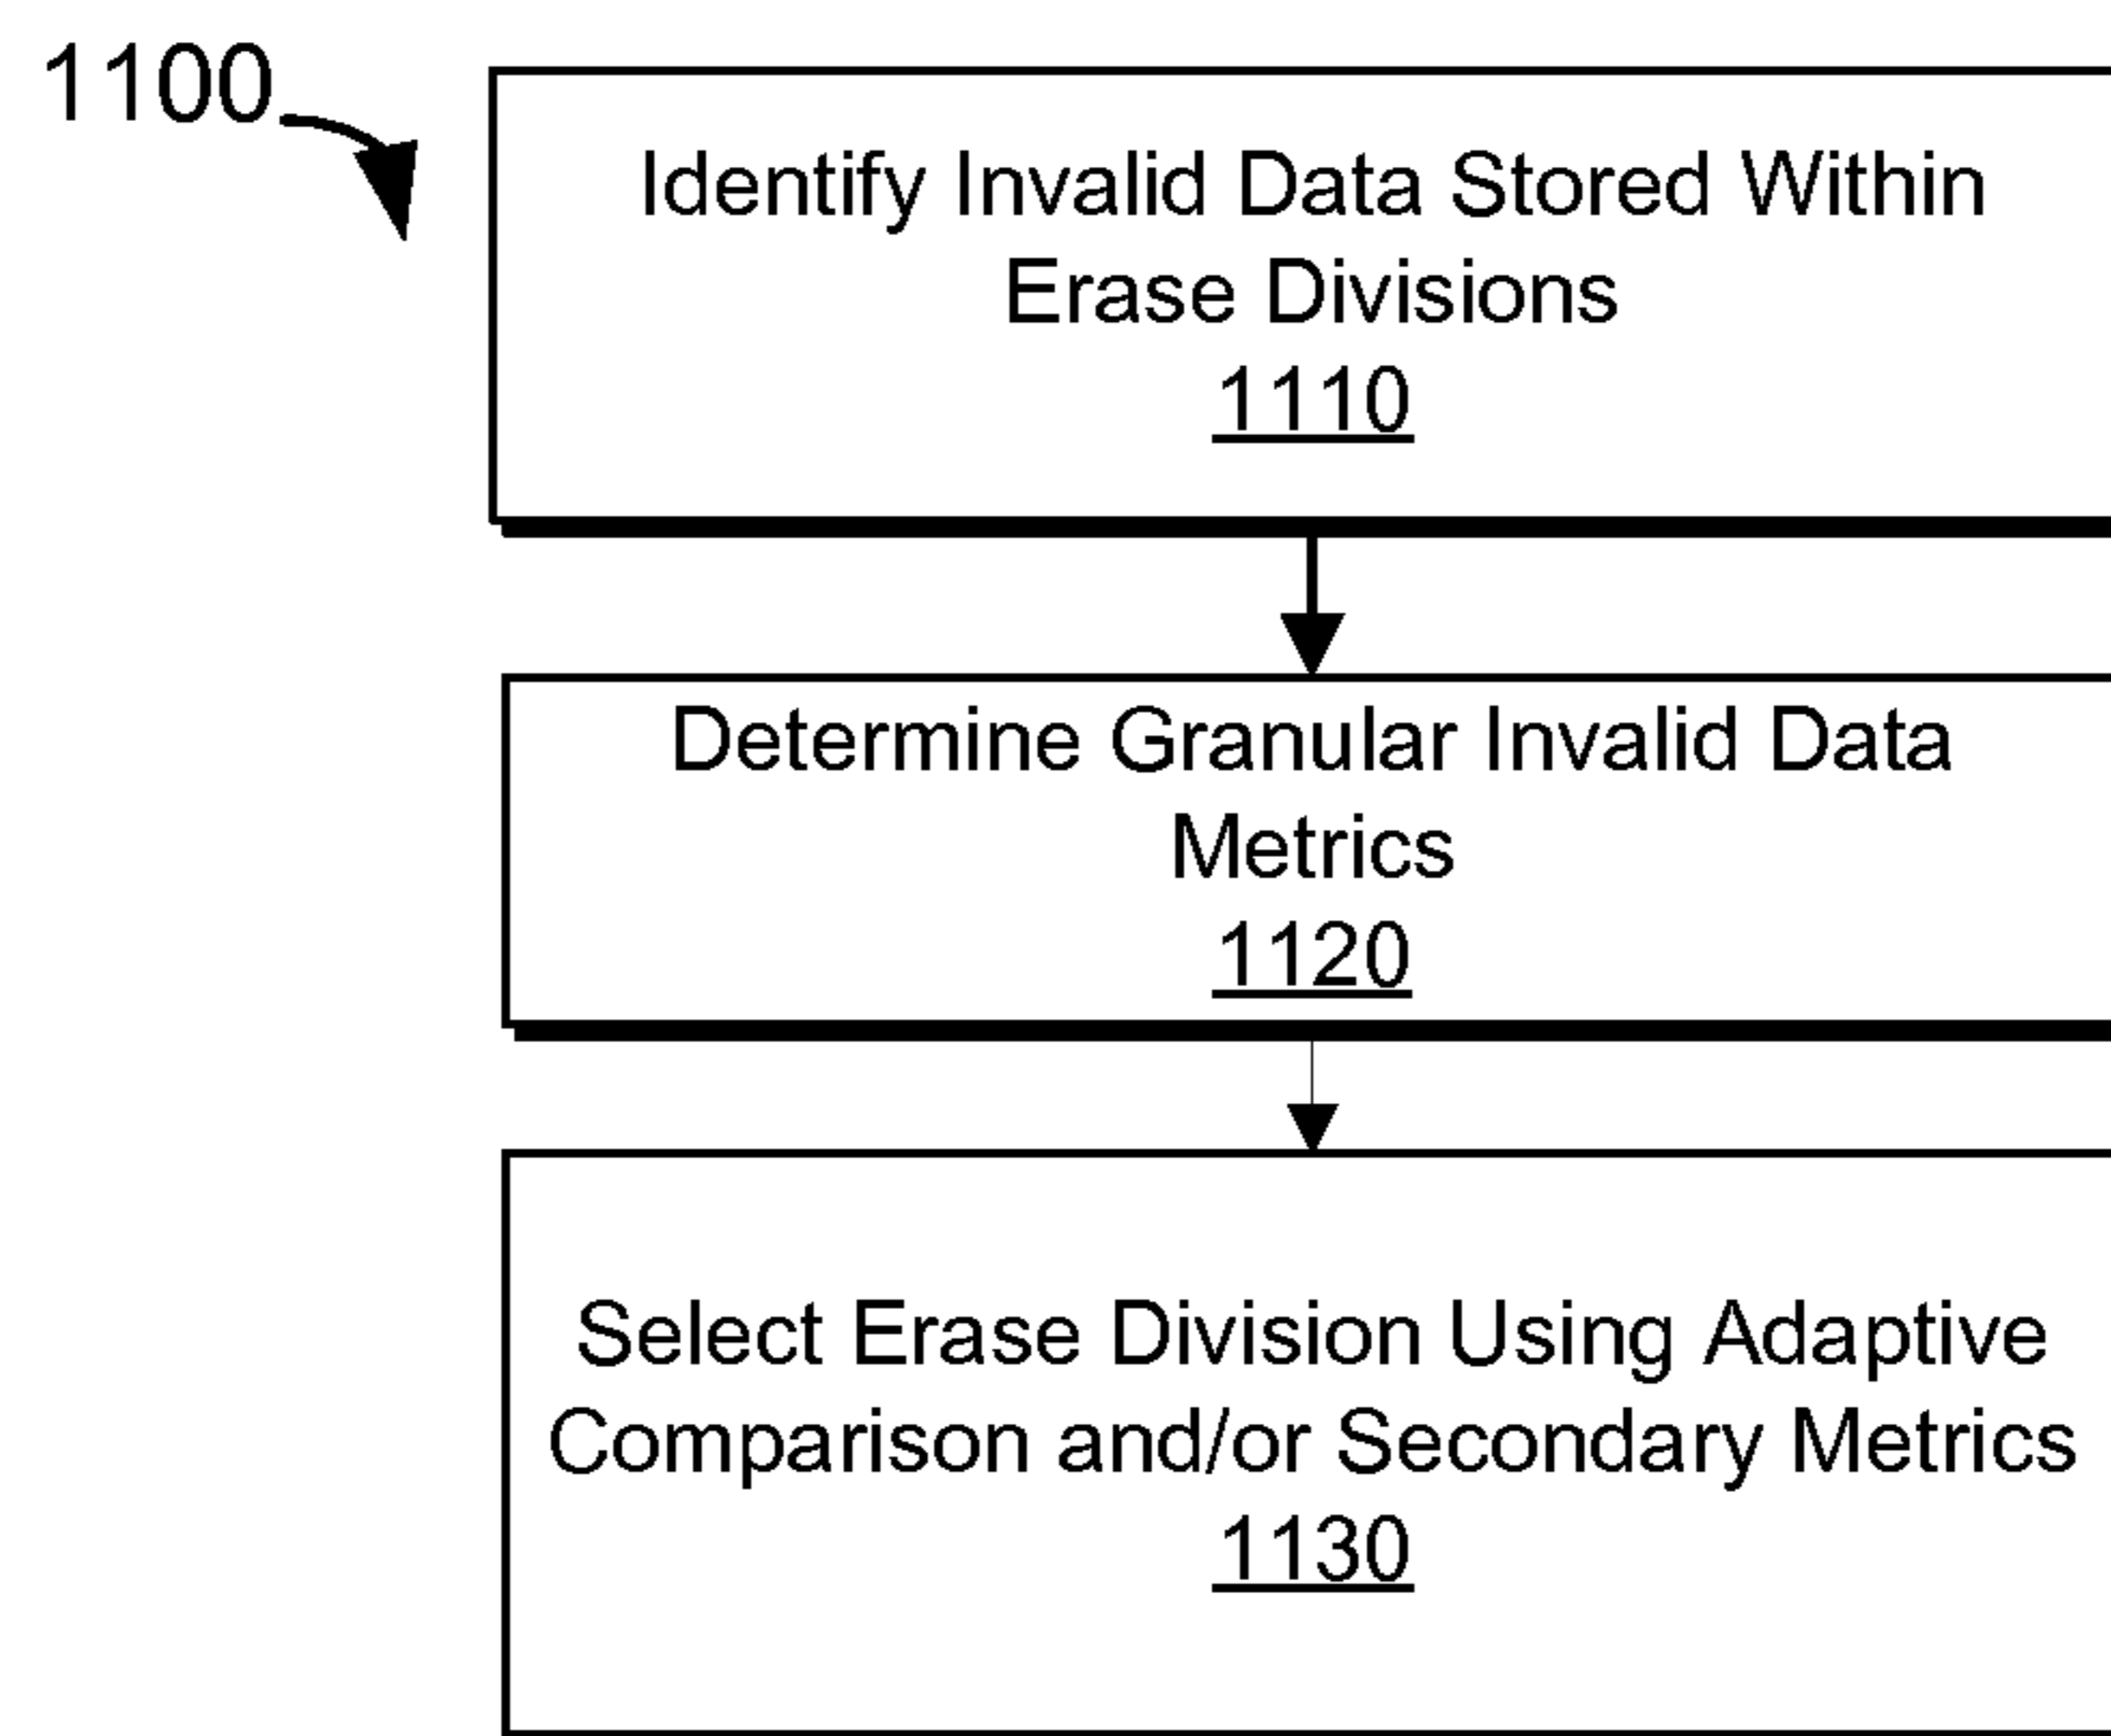 1100
Identify Invalid Data Stored Within
Erase Divisions
1110
Determine Granular Invalid Data
Metrics
1120
Select Erase Division Using Adaptive
Comparison and/or Secondary Metrics
1130